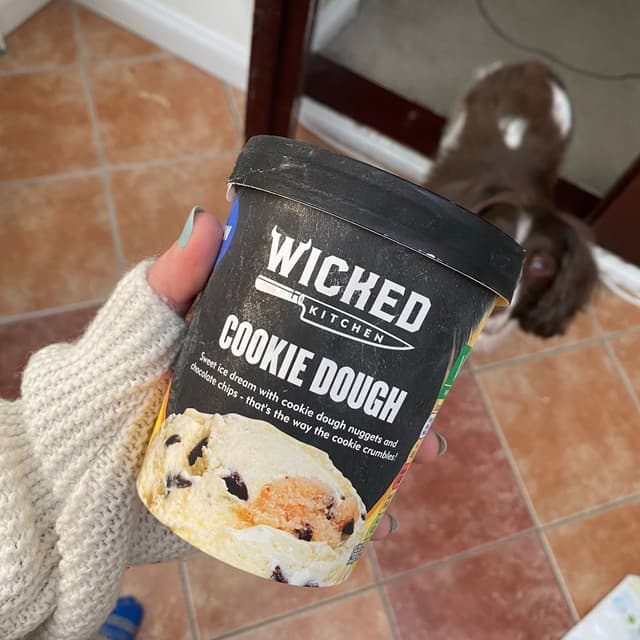 WICKED
KITCHEN
COOKIE DOUGH
Sweet ice dream with cookie dough nuggets and
chocolate chips - that's the way the cookie crumbles!